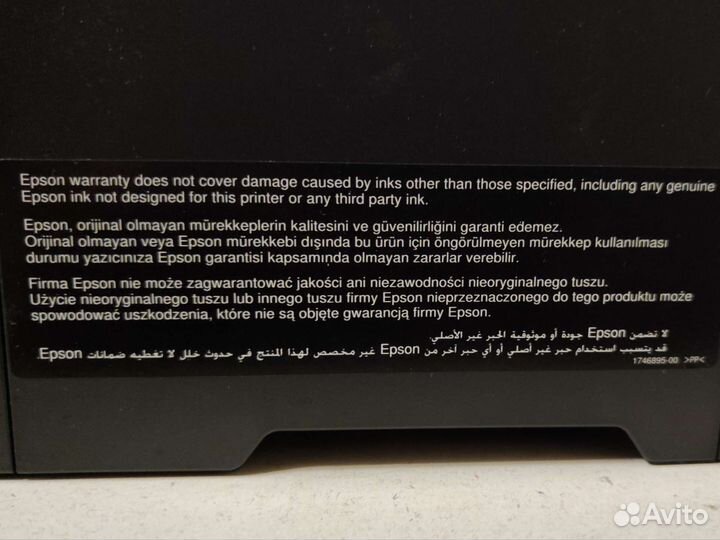 Epson warranty does not cover damage caused by inks other than those specified, including any genuine
Epson ink not designed for this printer or any third party ink.
Epson, orijinal olmayan mürekkeplerin kalitesini ve güvenilirliğini garanti edemez.
Orijinal olmayan veya Epson mürekkebi dışında bu ürün için öngörülmeyen mürekkep kullanılması
durumu yazıcınıza Epson garantisi kapsamında olmayan zararlar verebilir.
Firma Epson nie może zagwarantować jakości ani niezawodności nieoryginalnego tuszu.
Użycie nieoryginalnego tuszu lub innego tuszu firmy Epson nieprzeznaczonego do tego produktu może
spowodować uszkodzenia, które nie są objęte gwarancją firmy Epson.
لا تضمن Epson جودة أو موثوقية الحبر غير الأصلي.
قد يتسبب استخدام حبر غير أصلي أو أي حبر آخر من Epson غير مخصص لهذا المنتج في حدوث خلل لا تغطيه ضمانات Epson.
1746895-00 >PP<
Avito